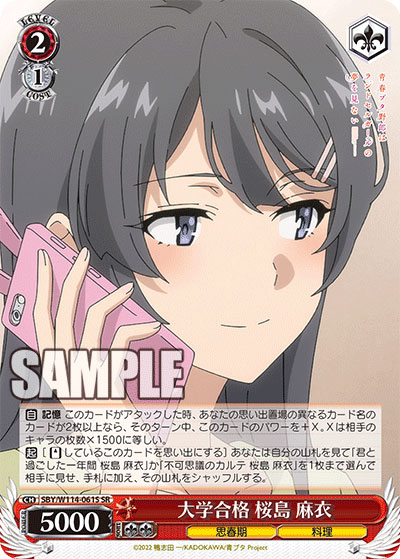 LEVEL
2
1
COST
青春ブタ野郎は
ランドセルガールの
夢を見ない
SAMPLE
自 記憶 このカードがアタックした時、あなたの思い出置場の異なるカード名の
カードが2枚以上なら、そのターン中、このカードのパワーを＋X。Xは相手の
キャラの枚数×1500に等しい。
起 [しているこのカードを思い出にする] あなたは自分の山札を見て「君と
過ごした一年間 桜島 麻衣」か「不可思議のカルテ 桜島 麻衣」を1枚まで選んで
相手に見せ、手札に加え、その山札をシャッフルする。
CH SBY/W114-061S SR
5000
大学合格 桜島 麻衣
思春期 料理
©2022 鴨志田 一/KADOKAWA/青ブタ Project